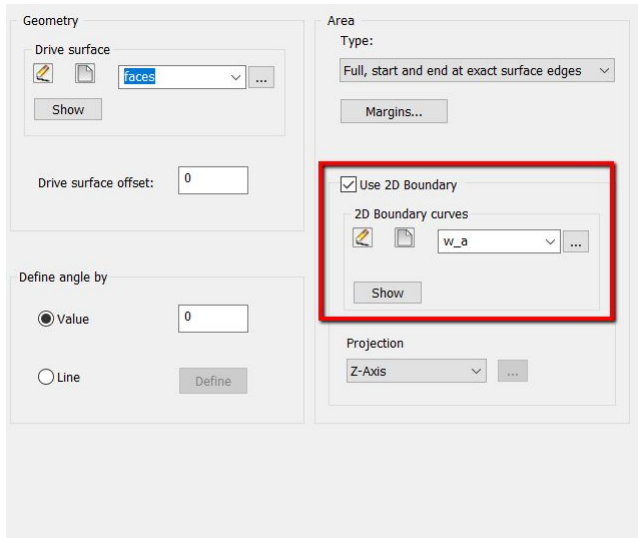 Geometry
Drive surface
faces
...
Show
Drive surface offset:
0
Define angle by
Value
0
Line
Define
Area
Type:
Full, start and end at exact surface edges
Margins...
Use 2D Boundary
2D Boundary curves
w_a
...
Show
Projection
Z-Axis
...